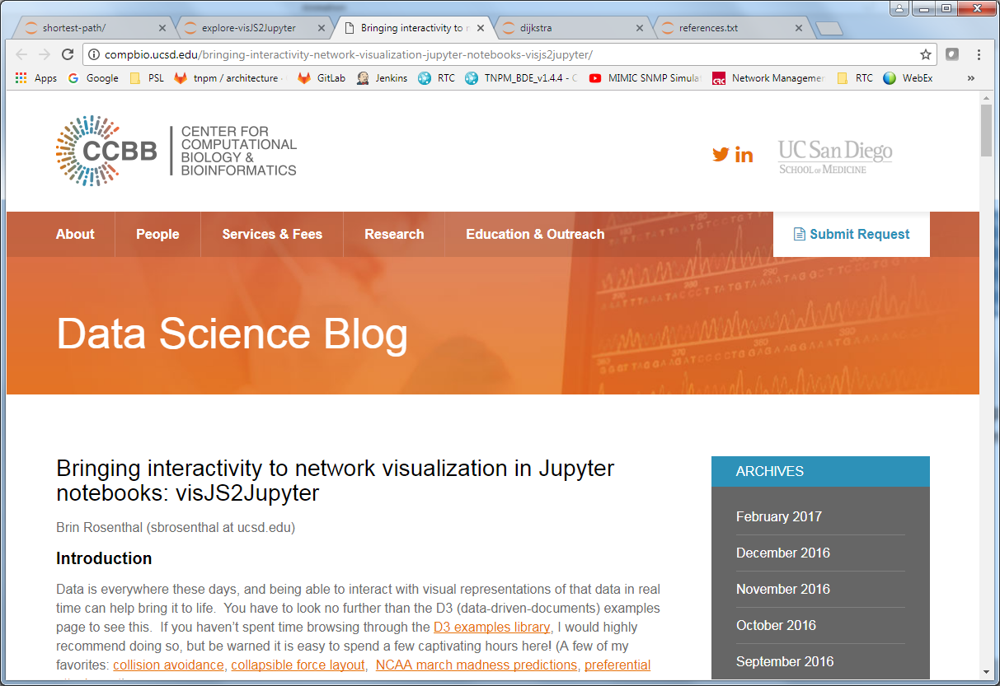 shortest-path/
explore-visJS2Jupyter
Bringing interactivity to
dijkstra
references.txt
compbio.ucsd.edu/bringing-interactivity-network-visualization-jupyter-notebooks-visjs2jupyter/
Apps
Google
PSL
tnpm / architecture
GitLab
Jenkins
RTC
TNPM_BDE_v1.4.4 -
MIMIC SNMP Simula
Network Managemen
RTC
WebEx
»
CCBB
CENTER FOR
COMPUTATIONAL
BIOLOGY &
BIOINFORMATICS
UC San Diego
SCHOOL OF MEDICINE
About
People
Services & Fees
Research
Education & Outreach
Submit Request
Data Science Blog
Bringing interactivity to network visualization in Jupyter
notebooks: visJS2Jupyter
Brin Rosenthal (sbrosenthal at ucsd.edu)
Introduction
Data is everywhere these days, and being able to interact with visual representations of that data in real
time can help bring it to life.  You have to look no further than the D3 (data-driven-documents) examples
page to see this.  If you haven’t spent time browsing through the D3 examples library, I would highly
recommend doing so, but be warned it is easy to spend a few captivating hours here! (A few of my
favorites: collision avoidance, collapsible force layout,  NCAA march madness predictions, preferential
ARCHIVES
February 2017
December 2016
November 2016
October 2016
September 2016